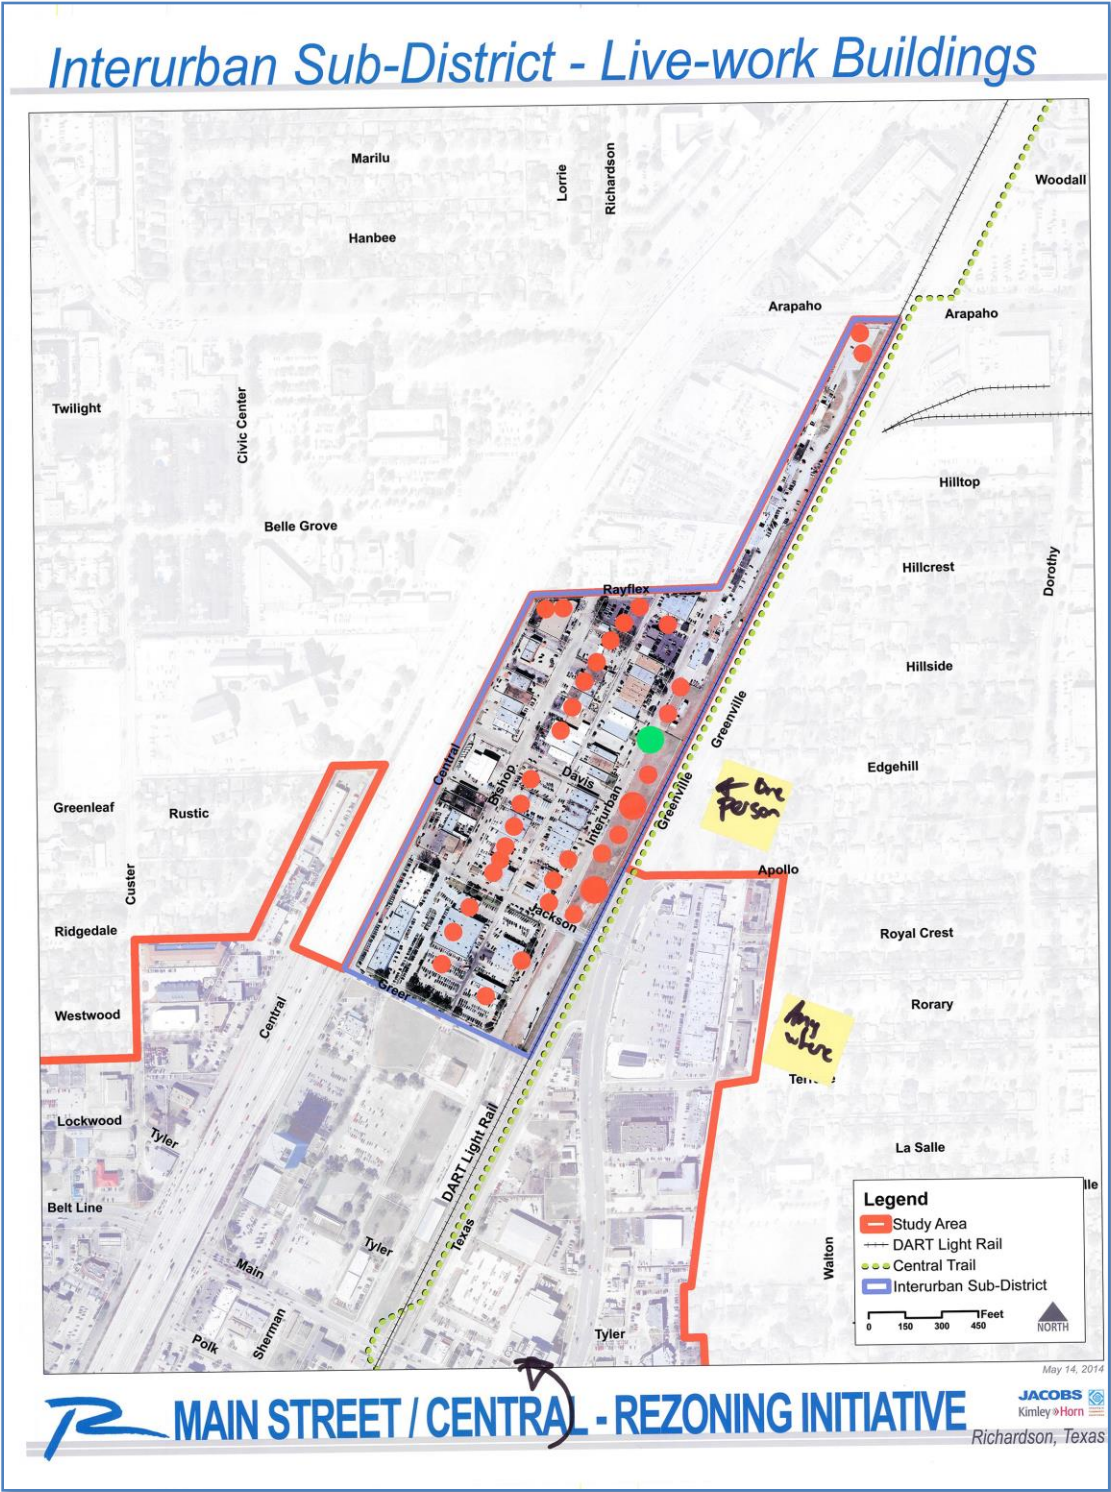 Interurban Sub-District - Live-work Buildings
Marilu
Lorrie
Richardson
Woodall
Hanbee
Arapaho
Arapaho
Twilight
Civic Center
Hilltop
Belle Grove
Hillcrest
Dorothy
Rayflex
Hillside
Greenville
Central
Bishop
Davis
Edgehill
Interurban
Greenville
← One
person
Greenleaf
Rustic
Custer
Apollo
Jackson
Ridgedale
Royal Crest
Greer
Westwood
Central
Rorary
Any
where
Lockwood
Tyler
DART Light Rail
La Salle
Belt Line
Texas
Tyler
Main
Walton
Polk
Sherman
Tyler
Legend
Study Area
DART Light Rail
Central Trail
Interurban Sub-District
Feet
0 150 300 450
NORTH
May 14, 2014
R MAIN STREET / CENTRAL - REZONING INITIATIVE
JACOBS
Kimley»Horn
Richardson, Texas